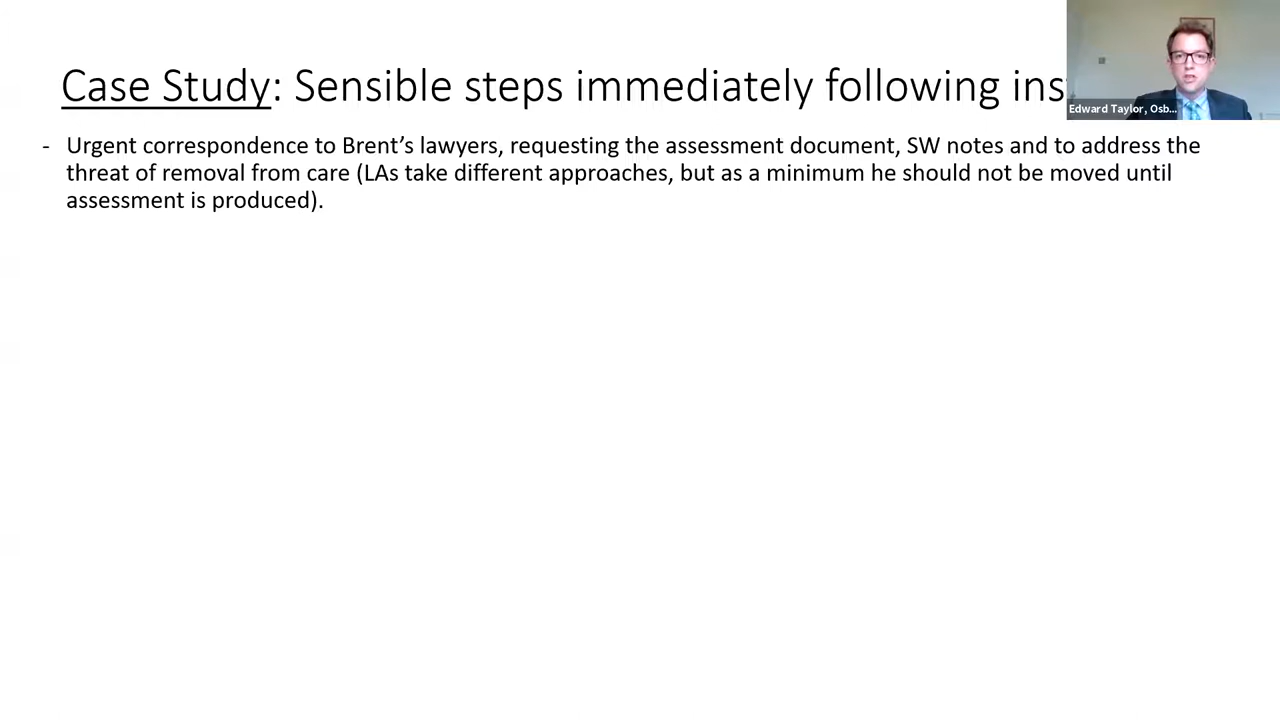 Case Study: Sensible steps immediately following ins
Edward Taylor, Osb...
- Urgent correspondence to Brent’s lawyers, requesting the assessment document, SW notes and to address the
threat of removal from care (LAs take different approaches, but as a minimum he should not be moved until
assessment is produced).